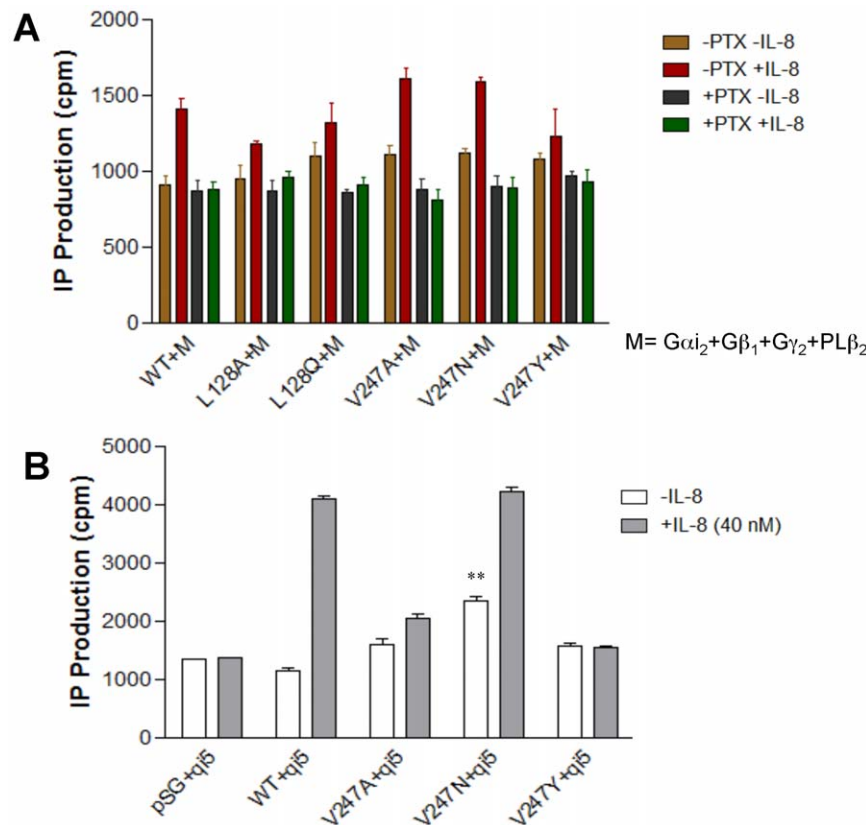 A
IP Production (cpm)
2000
1500
1000
500
0
WT+M
L128A+M
L128Q+M
V247A+M
V247N+M
V247Y+M
-PTX -IL-8
-PTX +IL-8
+PTX -IL-8
+PTX +IL-8
M= Gαi₂+Gβ₁+Gγ₂+PLβ₂
B
IP Production (cpm)
5000
4000
3000
2000
1000
0
**
pSG+qi5
WT+qi5
V247A+qi5
V247N+qi5
V247Y+qi5
-IL-8
+IL-8 (40 nM)